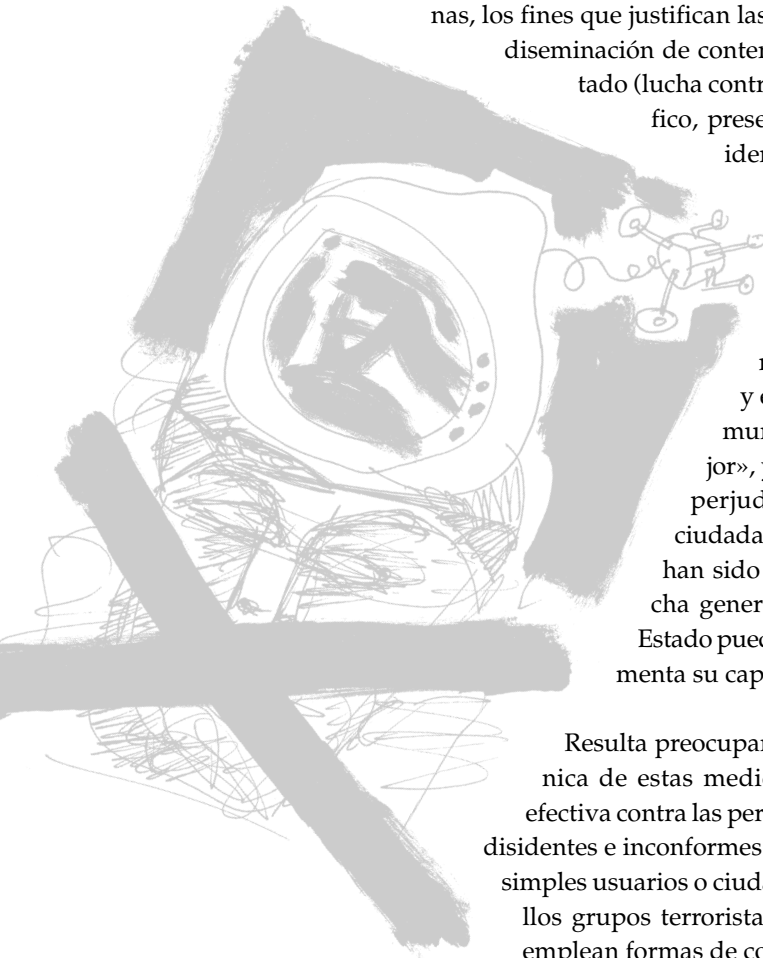 nas, los fines que justifican las
diseminación de conten
tado (lucha contr
fico, prese
iden
y
mun
jor», y
perjud
ciudada
han sido
cha gener
Estado pued
menta su cap
Resulta preocupan
nica de estas medi
efectiva contra las per
disidentes e inconformes
simples usuarios o ciuda
llos grupos terrorista
emplean formas de co